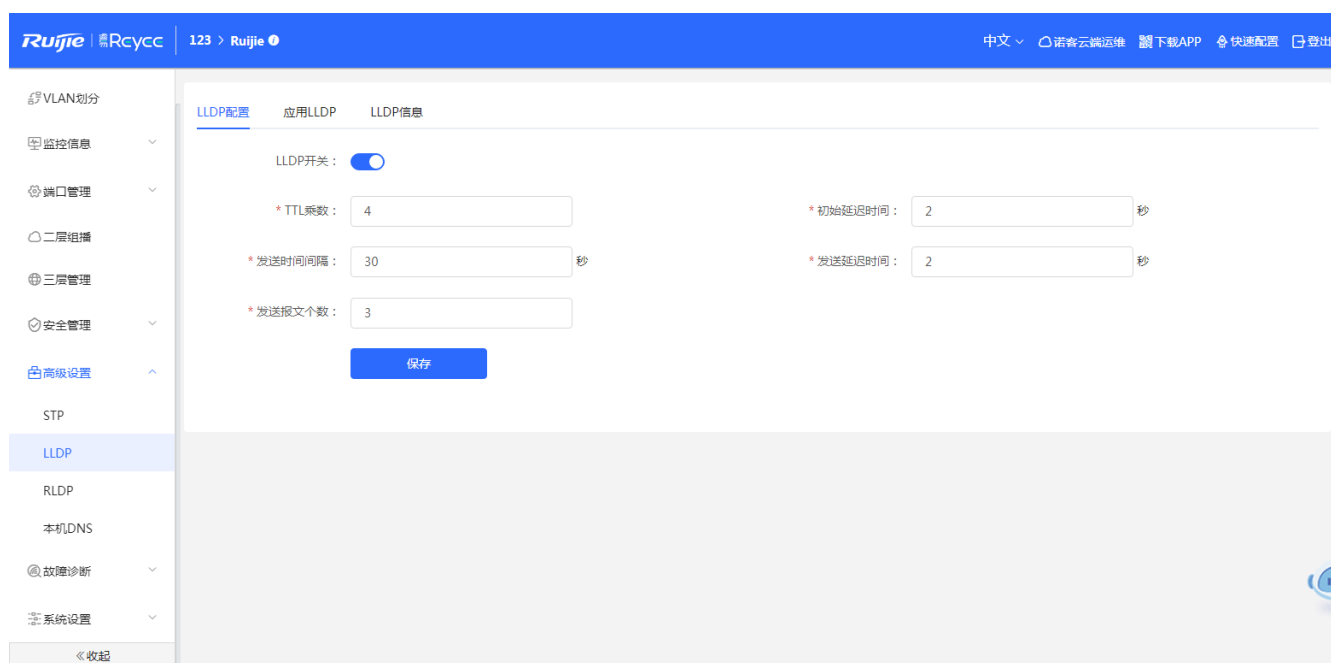 Ruijie Rcycc 123 > Ruijie
中文 诺客云端运维 下载APP 快速配置 登出
VLAN划分
监控信息
端口管理
二层组播
三层管理
安全管理
高级设置
STP
LLDP
RLDP
本机DNS
故障诊断
系统设置
《收起
LLDP配置 应用LLDP LLDP信息
LLDP开关：
* TTL乘数： 4 * 初始延迟时间： 2 秒
* 发送时间间隔： 30 秒 * 发送延迟时间： 2 秒
* 发送报文个数： 3
保存